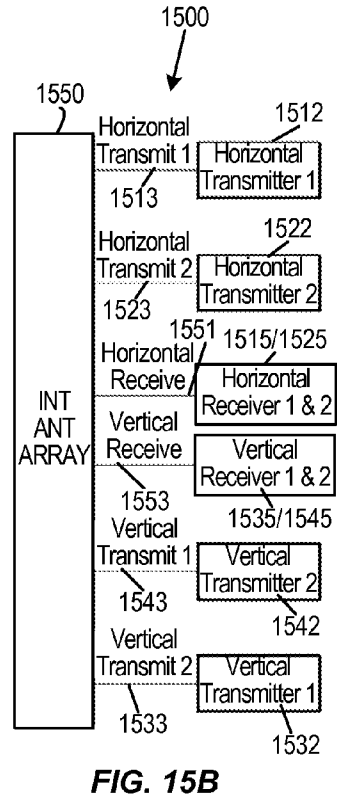 1500
1550
1512
Horizontal
Transmit 1
Horizontal
Transmitter 1
1513
1522
Horizontal
Transmit 2
Horizontal
Transmitter 2
1523
1551
1515/1525
Horizontal
Receive
Horizontal
Receiver 1 & 2
INT
ANT
ARRAY
Vertical
Receive
Vertical
Receiver 1 & 2
1553
1535/1545
Vertical
Transmit 1
Vertical
Transmitter 2
1543
1542
Vertical
Transmit 2
Vertical
Transmitter 1
1533
1532
FIG. 15B